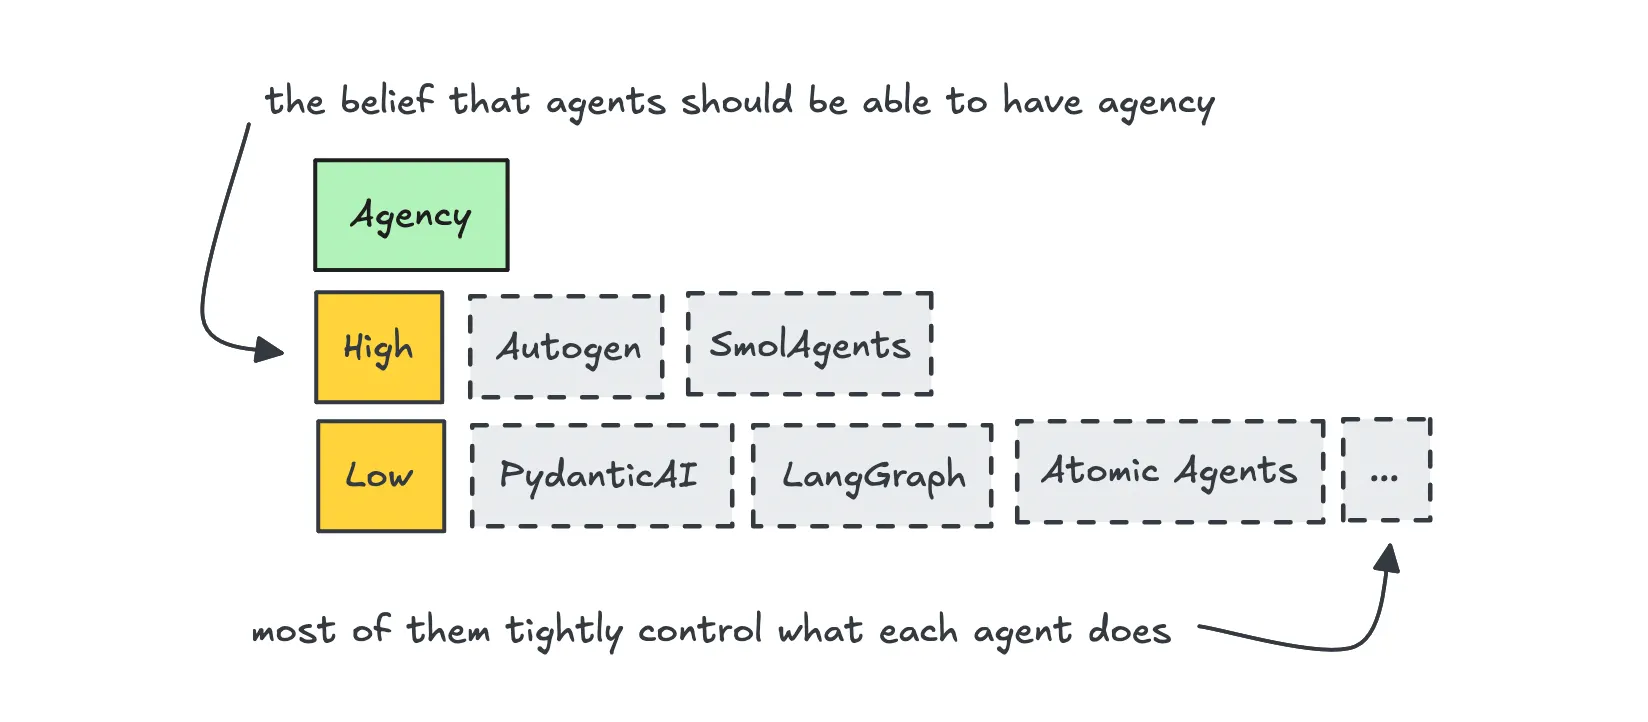 the belief that agents should be able to have agency
Agency
High
Autogen
SmolAgents
Low
PydanticAI
LangGraph
Atomic Agents
...
most of them tightly control what each agent does